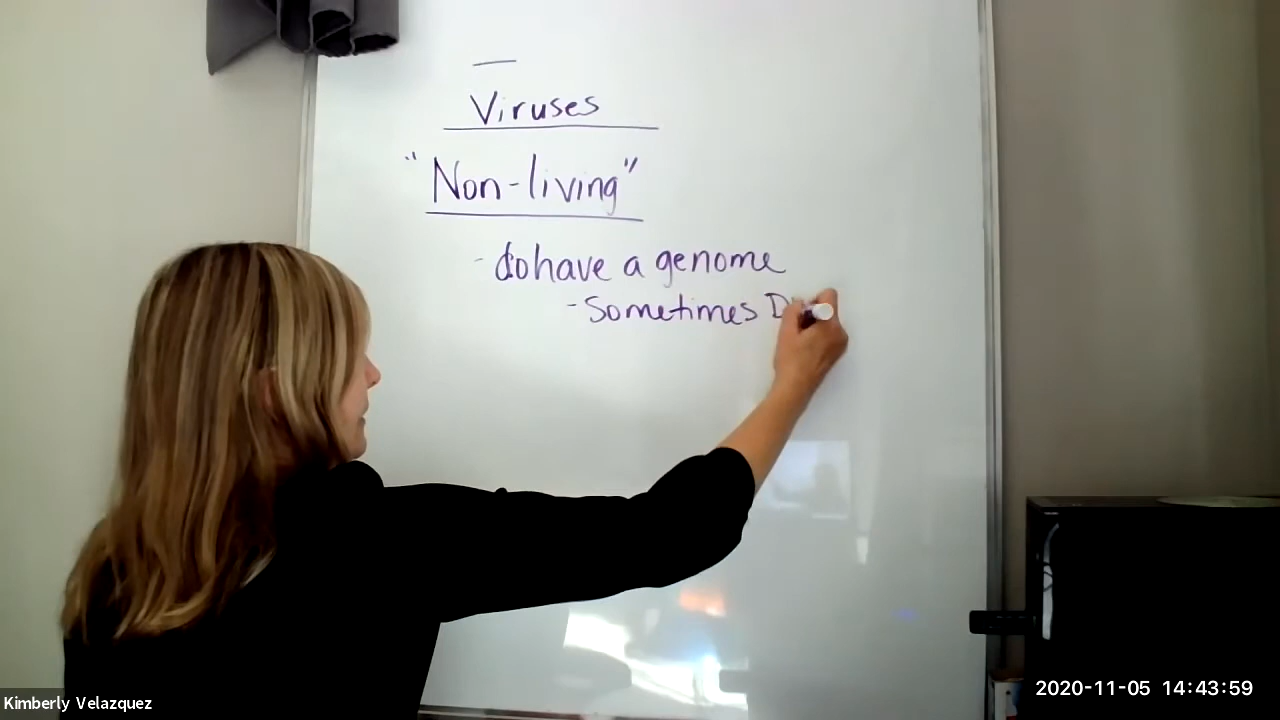 Viruses
"Non-living"
- do have a genome
- Sometimes D
Kimberly Velazquez
2020-11-05 14:43:59